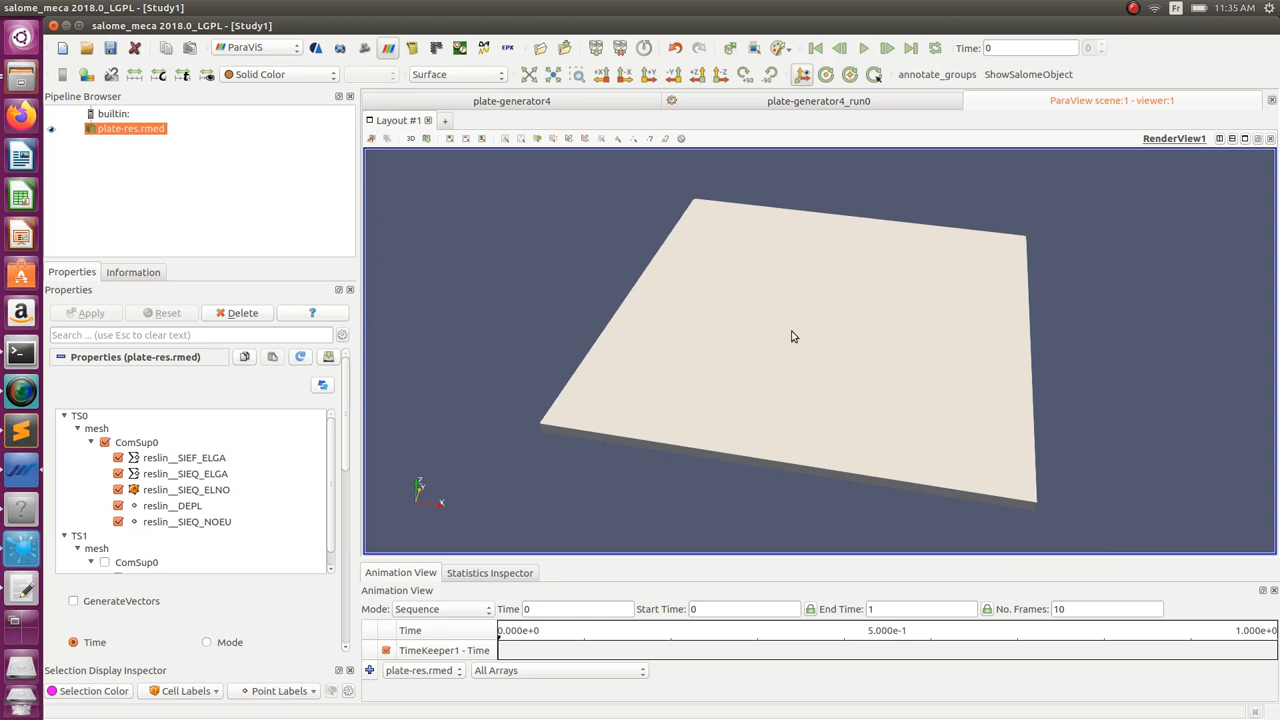 salome_meca 2018.0_LGPL - [Study1]
Fr
11:35 AM
salome_meca 2018.0_LGPL - [Study1]
ParaViS
EPX
Time: 0
Solid Color
Surface
+X
-X
+Y
-Y
+Z
-Z
+90
-90
annotate_groups
ShowSalomeObject
Pipeline Browser
builtin:
plate-res.rmed
plate-generator4
plate-generator4_run0
ParaView scene:1 - viewer:1
Layout #1
+
3D
RenderView1
Properties
Information
Properties
Apply
Reset
Delete
?
Search ... (use Esc to clear text)
Properties (plate-res.rmed)
TS0
mesh
ComSup0
reslin__SIEF_ELGA
reslin__SIEQ_ELGA
reslin__SIEQ_ELNO
reslin__DEPL
reslin__SIEQ_NOEU
TS1
mesh
ComSup0
GenerateVectors
Time
Mode
Selection Display Inspector
Selection Color
Cell Labels
Point Labels
Z
Y
X
Animation View
Statistics Inspector
Animation View
Mode: Sequence
Time 0
Start Time: 0
End Time: 1
No. Frames: 10
Time
0.000e+0
5.000e-1
1.000e+0
TimeKeeper1 - Time
plate-res.rmed
All Arrays